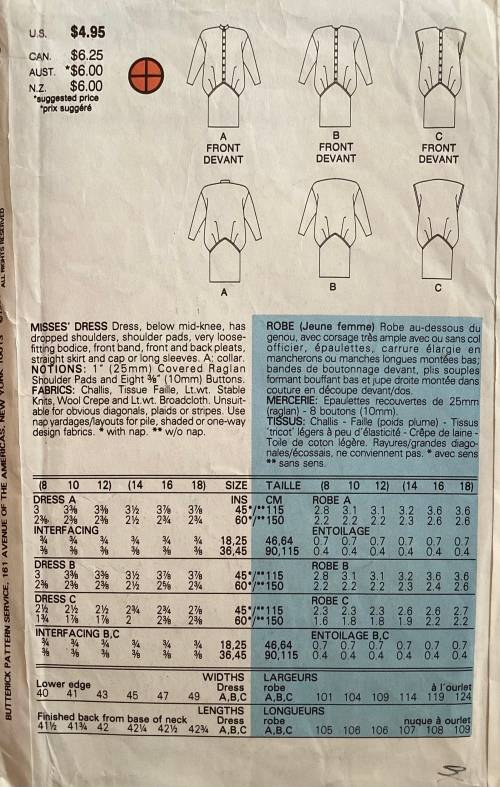 U.S. $4.95
CAN. $6.25
AUST. *$6.00
N.Z. $6.00
*suggested price
*prix suggéré
A
FRONT
DEVANT
B
FRONT
DEVANT
C
FRONT
DEVANT
A
B
C
BUTTERICK PATTERN SERVICE, 161 AVENUE OF THE AMERICAS, NEW YORK
ALL RIGHTS RESERVED
MISSES' DRESS Dress, below mid-knee, has
dropped shoulders, shoulder pads, very loose-
fitting bodice, front band, front and back pleats,
straight skirt and cap or long sleeves. A; collar.
NOTIONS: 1" (25mm) Covered Raglan
Shoulder Pads and Eight ⅜" (10mm) Buttons.
FABRICS: Challis, Tissue Faille, Lt.wt. Stable
Knits, Wool Crepe and Lt.wt. Broadcloth. Unsuit-
able for obvious diagonals, plaids or stripes. Use
nap yardages/layouts for pile, shaded or one-way
design fabrics. * with nap. ** w/o nap.
ROBE (Jeune femme) Robe au-dessous du
genou, avec corsage très ample avec ou sans col
officier, épaulettes, carrure élargie en
mancherons ou manches longues montées bas;
bandes de boutonnage devant, plis souples
formant bouffant bas et jupe droite montée dans
couture en découpe devant/dos.
MERCERIE: Epaulettes recouvertes de 25mm
(raglan) - 8 boutons (10mm).
TISSUS: Challis - Faille (poids plume) - Tissus
'tricot' légers à peu d'élasticité - Crêpe de laine -
Toile de coton légère. Rayures/grandes diago-
nales/écossais, ne conviennent pas. * avec sens
** sans sens.
(8 10 12) (14 16 18) SIZE TAILLE (8 10 12) (14 16 18)
DRESS A INS CM ROBE A
3 3⅜ 3⅜ 3½ 3⅞ 3⅞ 45*/**115 2.8 3.1 3.1 3.2 3.6 3.6
2⅜ 2⅜ 2⅜ 2½ 2¾ 2¾ 60*/**150 2.2 2.2 2.2 2.3 2.6 2.6
INTERFACING ENTOILAGE
¾ ¾ ¾ ¾ ¾ ¾ 18,25 46,64 0.7 0.7 0.7 0.7 0.7 0.7
⅜ ⅜ ⅜ ⅜ ⅜ ⅜ 36,45 90,115 0.4 0.4 0.4 0.4 0.4 0.4
DRESS B ROBE B
3 3⅜ 3⅜ 3½ 3⅞ 3⅞ 45*/**115 2.8 3.1 3.1 3.2 3.6 3.6
2⅜ 2⅜ 2⅜ 2½ 2⅝ 2¾ 60*/**150 2.2 2.2 2.2 2.3 2.4 2.6
DRESS C ROBE C
2½ 2½ 2½ 2¾ 2¾ 2⅞ 45*/**115 2.3 2.3 2.3 2.6 2.6 2.7
1¾ 1⅞ 1⅞ 2 2⅜ 2⅜ 60*/**150 1.6 1.8 1.8 1.9 2.2 2.2
INTERFACING B,C ENTOILAGE B,C
¾ ¾ ¾ ¾ ¾ ¾ 18,25 46,64 0.7 0.7 0.7 0.7 0.7 0.7
⅜ ⅜ ⅜ ⅜ ⅜ ⅜ 36,45 90,115 0.4 0.4 0.4 0.4 0.4 0.4
WIDTHS LARGEURS
Lower edge Dress robe à l'ourlet
40 41 43 45 47 49 A,B,C A,B,C 101 104 109 114 119 124
LENGTHS LONGUEURS
Finished back from base of neck Dress robe nuque à ourlet
41½ 41¾ 42 42¼ 42½ 42¾ A,B,C A,B,C 105 106 106 107 108 109